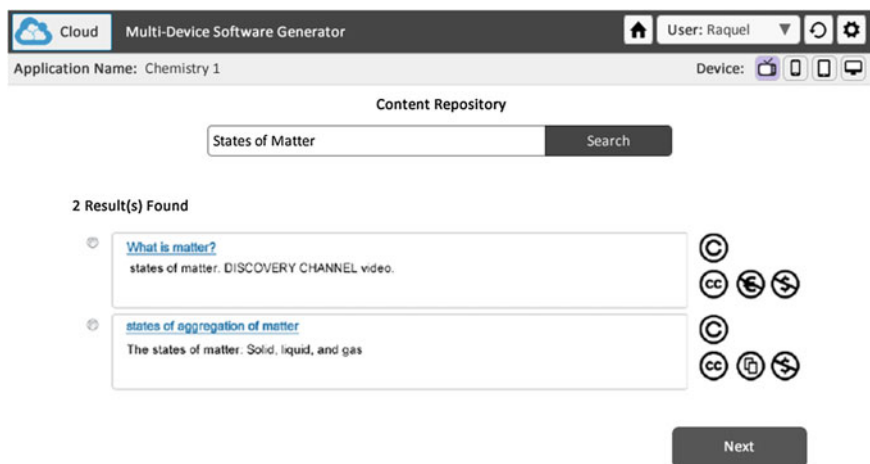 Cloud Multi-Device Software Generator User: Raquel
Application Name: Chemistry 1 Device:
Content Repository
States of Matter Search
2 Result(s) Found
What is matter?
states of matter. DISCOVERY CHANNEL video.
states of aggregation of matter
The states of matter: Solid, liquid, and gas
Next